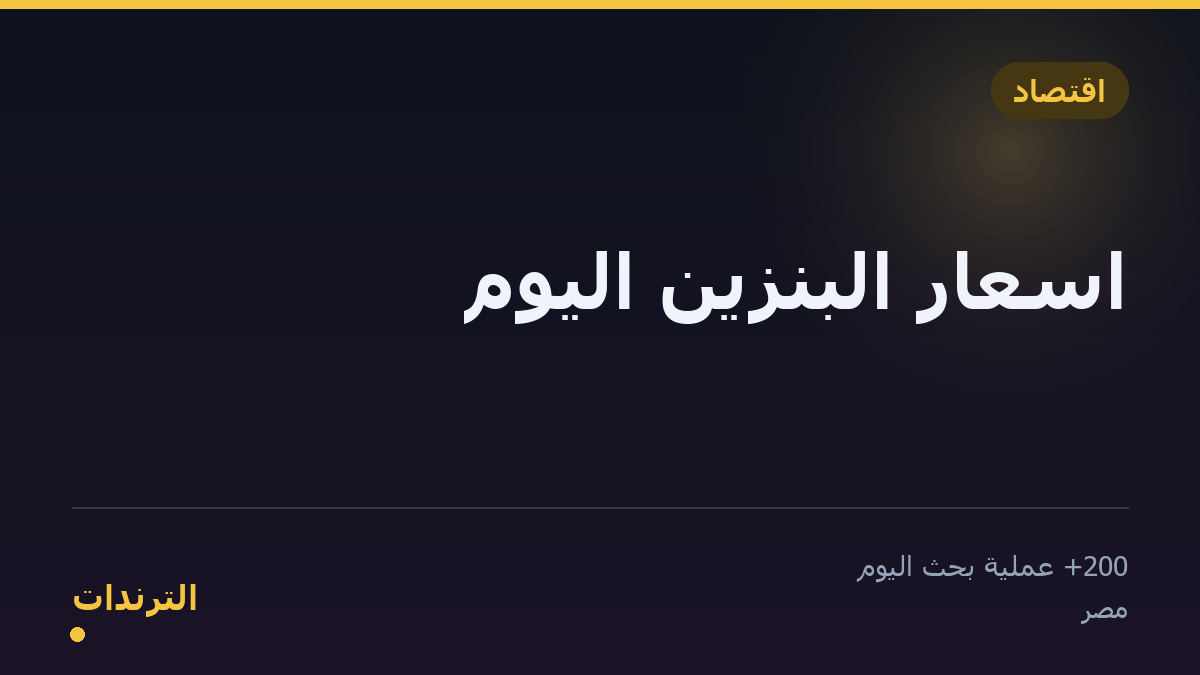 اقتصاد
اسعار البنزين اليوم
200+ عملية بحث اليوم
مصر
الترندات